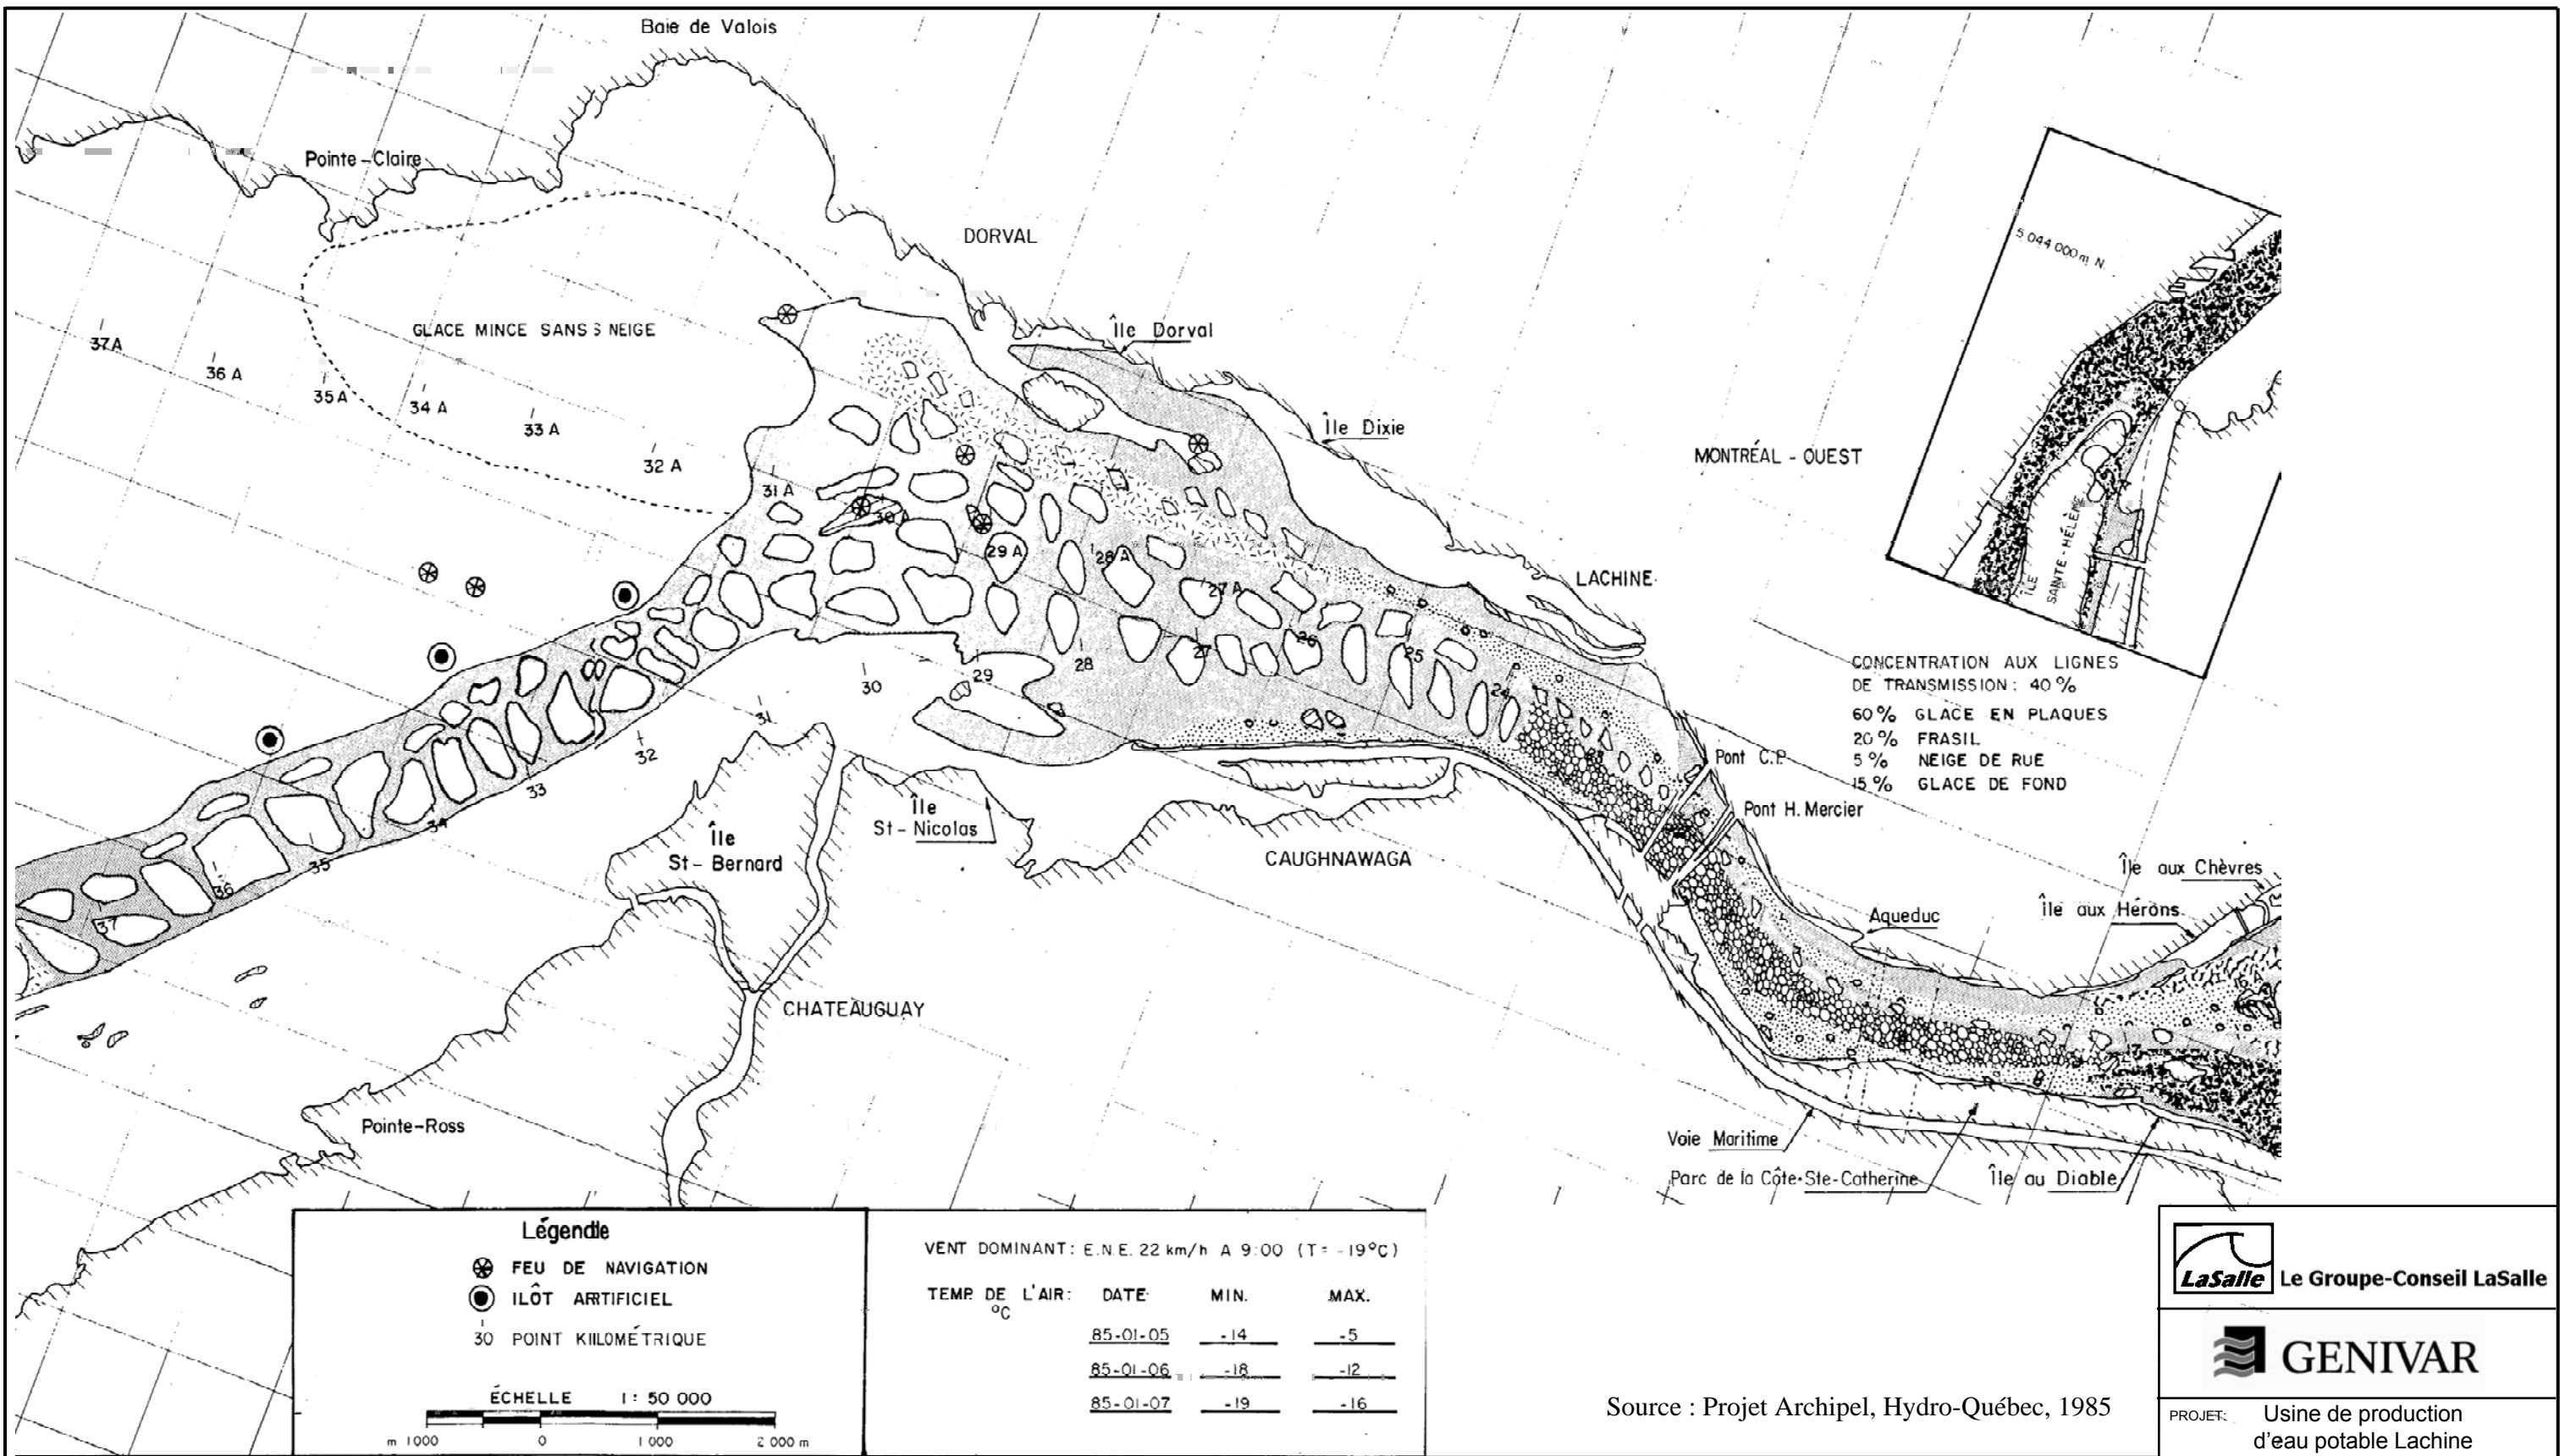 Baie de Valois
Pointe-Claire
DORVAL
GLACE MINCE SANS S NEIGE
Île Dorval
Île Dixie
MONTRÉAL - OUEST
5 044 000 m N.
ÎLE
SAINTE-HÉLÈNE
37A
36 A
35A
34 A
33 A
32 A
31 A
30 A
29 A
28 A
27 A
LACHINE
26
25
24
27
28
29
30
31
32
33
34
35
36
37
CONCENTRATION AUX LIGNES
DE TRANSMISSION: 40 %
60 % GLACE EN PLAQUES
20 % FRASIL
5 % NEIGE DE RUE
15 % GLACE DE FOND
Pont C.P.
Pont H. Mercier
Île
St-Bernard
Île
St-Nicolas
CAUGHNAWAGA
Île aux Chèvres
Île aux Hérons
Aqueduc
17
CHATEAUGUAY
Pointe-Ross
Voie Maritime
Parc de la Côte-Ste-Catherine
Île au Diable
Légendle
FEU DE NAVIGATION
ILÔT ARRTIFICIEL
30 POINT KIILOMÉTRIQUE
ÉCHELLE 1 : 50 000
m 1000 0 1 000 2 000 m
VENT DOMINANT: E.N.E. 22 km/h A 9:00 (T= -19°C)
TEMP. DE L'AIR: DATE MIN. MAX.
°C
85-01-05 -14 -5
85-01-06 -18 -12
85-01-07 -19 -16
Source : Projet Archipel, Hydro-Québec, 1985
LaSalle Le Groupe-Conseil LaSalle
GENIVAR
PROJET: Usine de production
d'eau potable Lachine